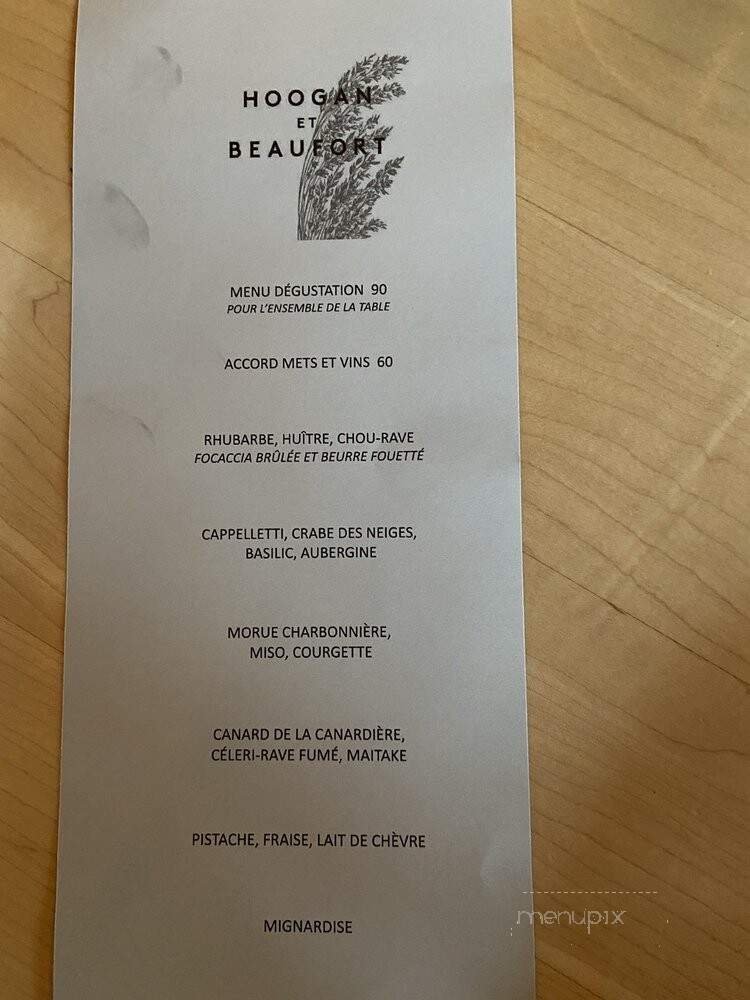 HOOGAN
ET
BEAUFORT
MENU DÉGUSTATION 90
POUR L'ENSEMBLE DE LA TABLE
ACCORD METS ET VINS 60
RHUBARBE, HUÎTRE, CHOU-RAVE
FOCACCIA BRÛLÉE ET BEURRE FOUETTÉ
CAPPELLETTI, CRABE DES NEIGES,
BASILIC, AUBERGINE
MORUE CHARBONNIÈRE,
MISO, COURGETTE
CANARD DE LA CANARDIÈRE,
CÉLERI-RAVE FUMÉ, MAITAKE
PISTACHE, FRAISE, LAIT DE CHÈVRE
MIGNARDISE
menupix